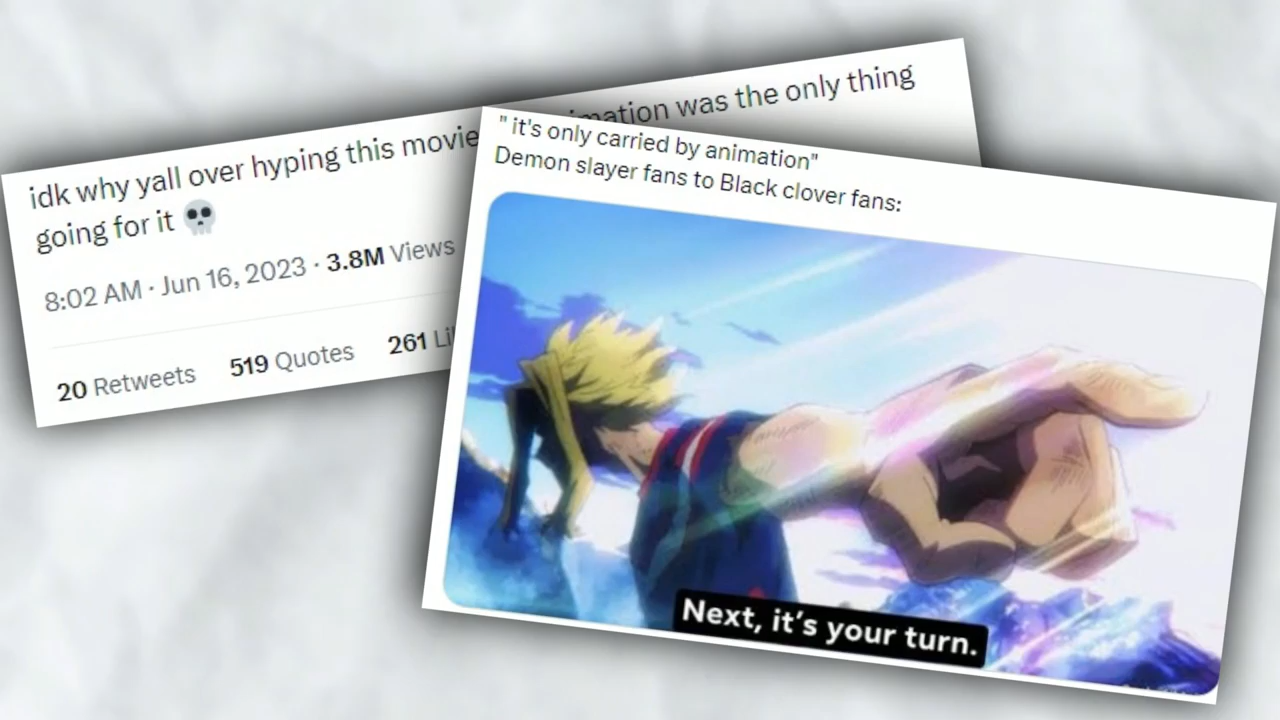 idk why yall over hyping this movie animation was the only thing
going for it 💀
8:02 AM · Jun 16, 2023 · 3.8M Views
20 Retweets 519 Quotes 261
" it's only carried by animation"
Demon slayer fans to Black clover fans:
Next, it's your turn.